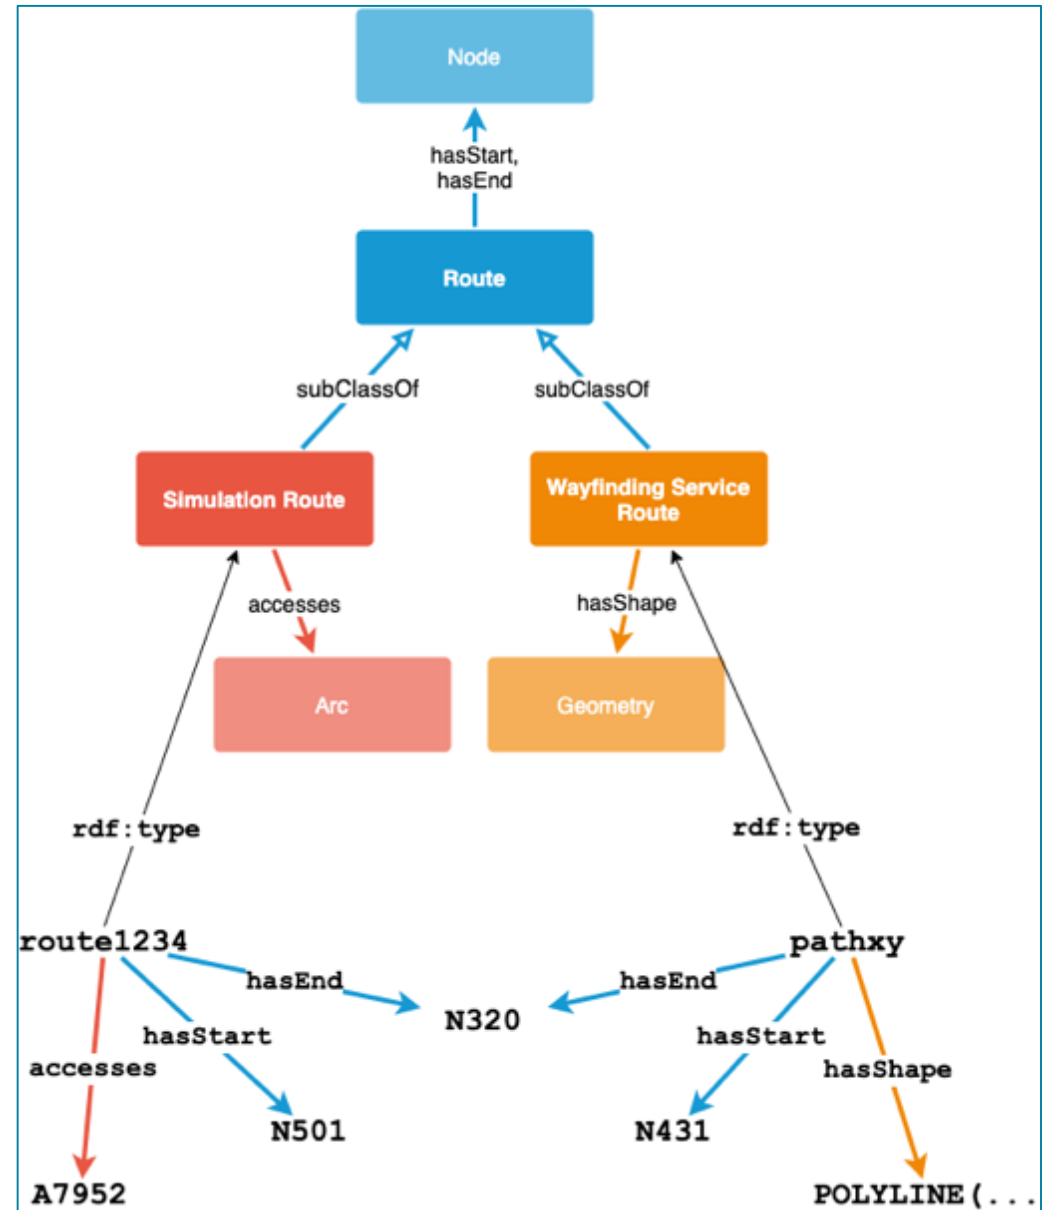 Node
hasStart,
hasEnd
Route
subClassOf
subClassOf
Simulation Route
Wayfinding Service
Route
accesses
hasShape
Arc
Geometry
rdf:type
rdf:type
route1234
pathxy
hasEnd
hasEnd
N320
hasStart
hasStart
accesses
hasShape
N501
N431
A7952
POLYLINE(...